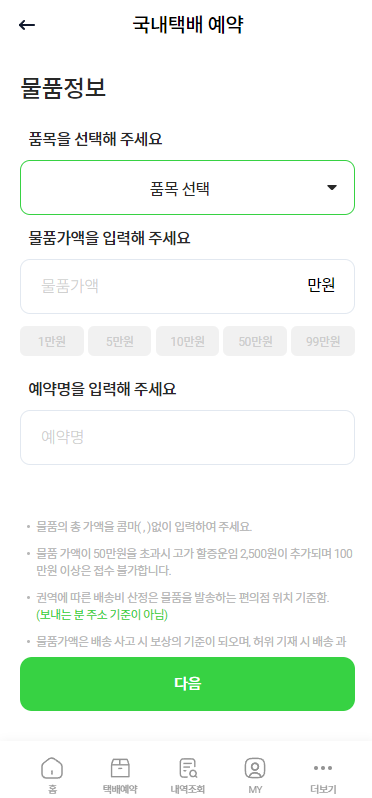 국내택배 예약
물품정보
품목을 선택해 주세요
품목 선택
물품가액을 입력해 주세요
물품가액 만원
1만원 5만원 10만원 50만원 99만원
예약명을 입력해 주세요
예약명
• 물품의 총 가액을 콤마( , )없이 입력하여 주세요.
• 물품 가액이 50만원을 초과시 고가 할증운임 2,500원이 추가되며 100
만원 이상은 접수 불가합니다.
• 권역에 따른 배송비 산정은 물품을 발송하는 편의점 위치 기준함.
(보내는 분 주소 기준이 아님)
• 물품가액은 배송 사고 시 보상의 기준이 되오며, 허위 기재 시 배송 과
다음
홈 택배예약 내역조회 MY 더보기